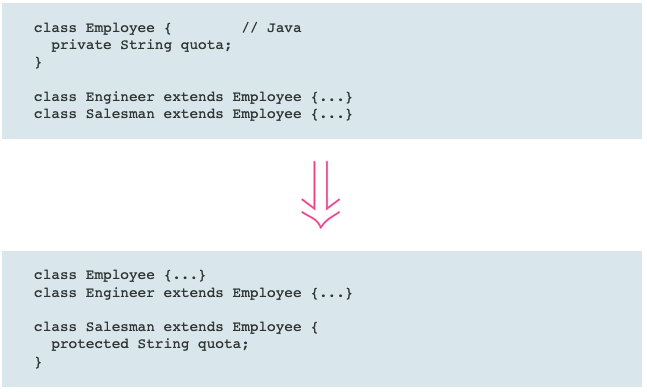 class Employee {        // Java
  private String quota;
}
class Engineer extends Employee {...}
class Salesman extends Employee {...}
class Employee {...}
class Engineer extends Employee {...}
class Salesman extends Employee {
  protected String quota;
}